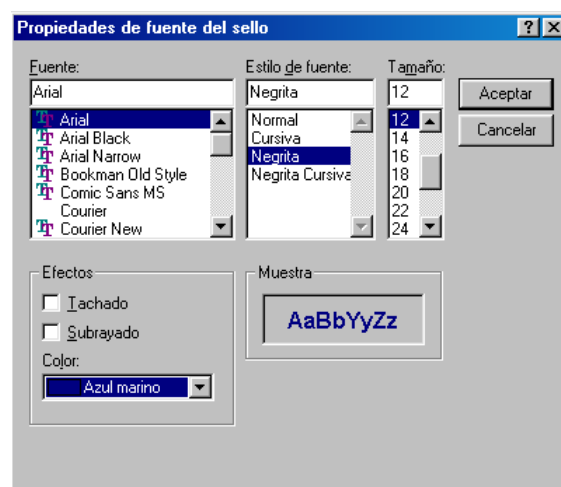 Propiedades de fuente del sello
Fuente:
Arial
Arial
Arial Black
Arial Narrow
Bookman Old Style
Comic Sans MS
Courier
Courier New
Estilo de fuente:
Negrita
Normal
Cursiva
Negrita
Negrita Cursiva
Tamaño:
12
12
14
16
18
20
22
24
Aceptar
Cancelar
Efectos
Tachado
Subrayado
Color:
Azul marino
Muestra
AaBbYyZz